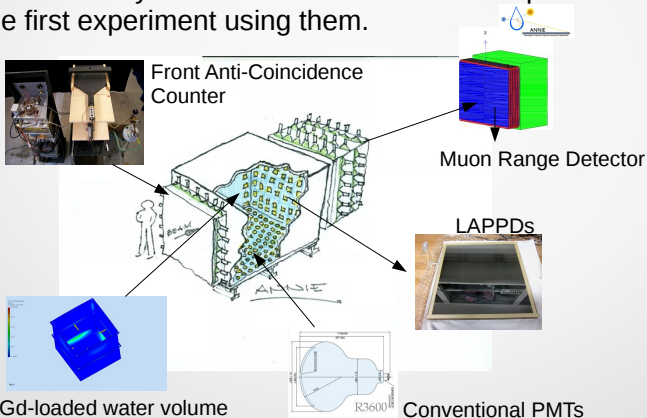 e first experiment using them.
ANNIE
Front Anti-Coincidence
Counter
Muon Range Detector
BEAM
LAPPDs
ANNIE
R3600
Gd-loaded water volume
Conventional PMTs